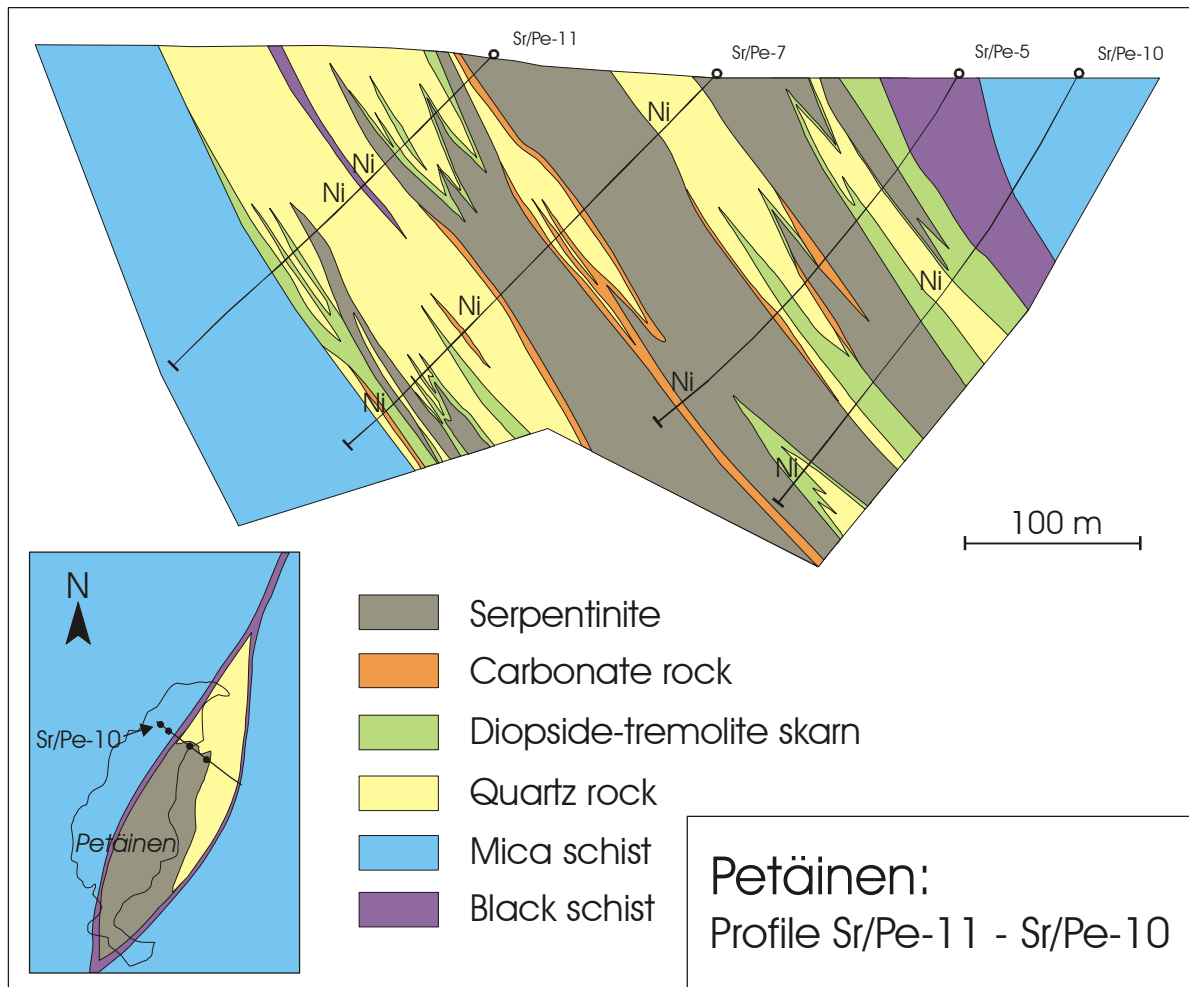 Sr/Pe-11
Sr/Pe-7
Sr/Pe-5
Sr/Pe-10
Ni
Ni
Ni
Ni
Ni
Ni
Ni
Ni
100 m
N
Sr/Pe-10
Petäinen
Serpentinite
Carbonate rock
Diopside-tremolite skarn
Quartz rock
Mica schist
Black schist
Petäinen:
Profile Sr/Pe-11 - Sr/Pe-10